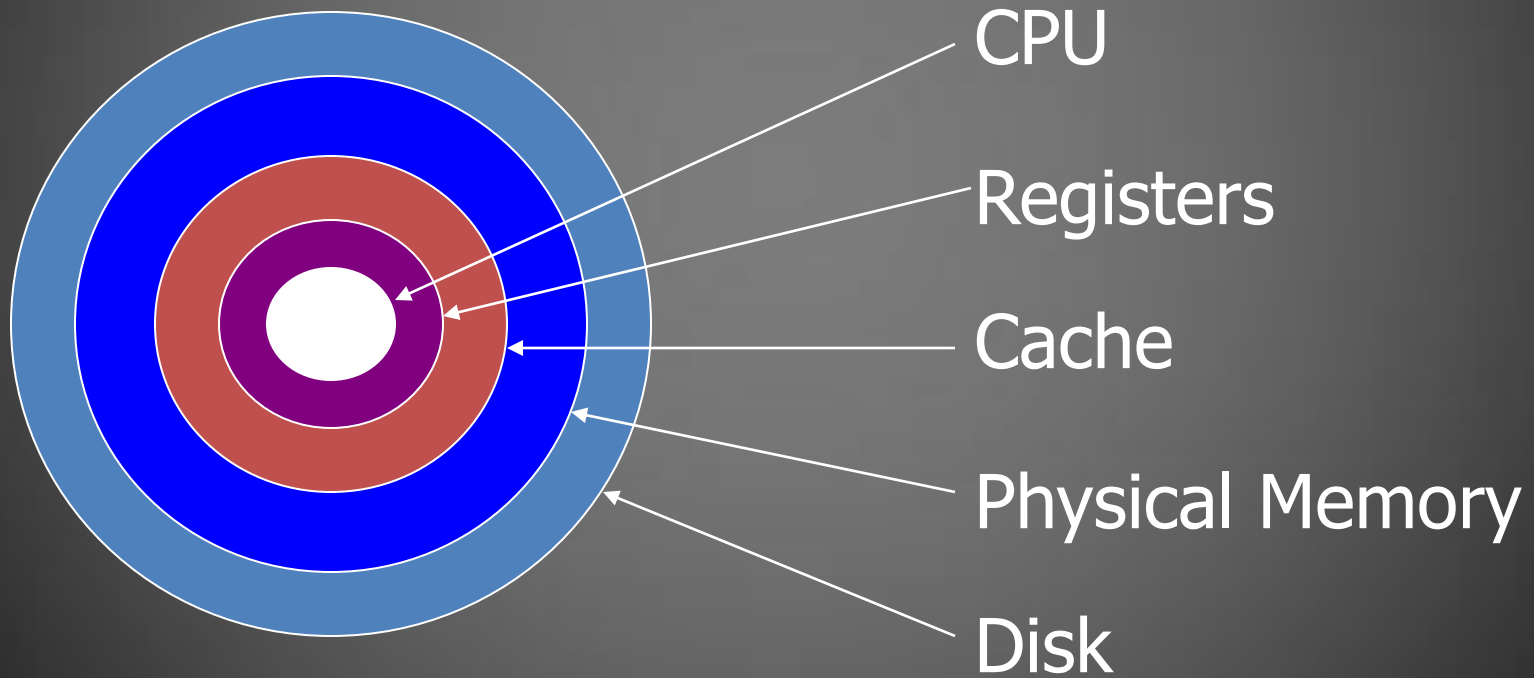 CPU
Registers
Cache
Physical Memory
Disk